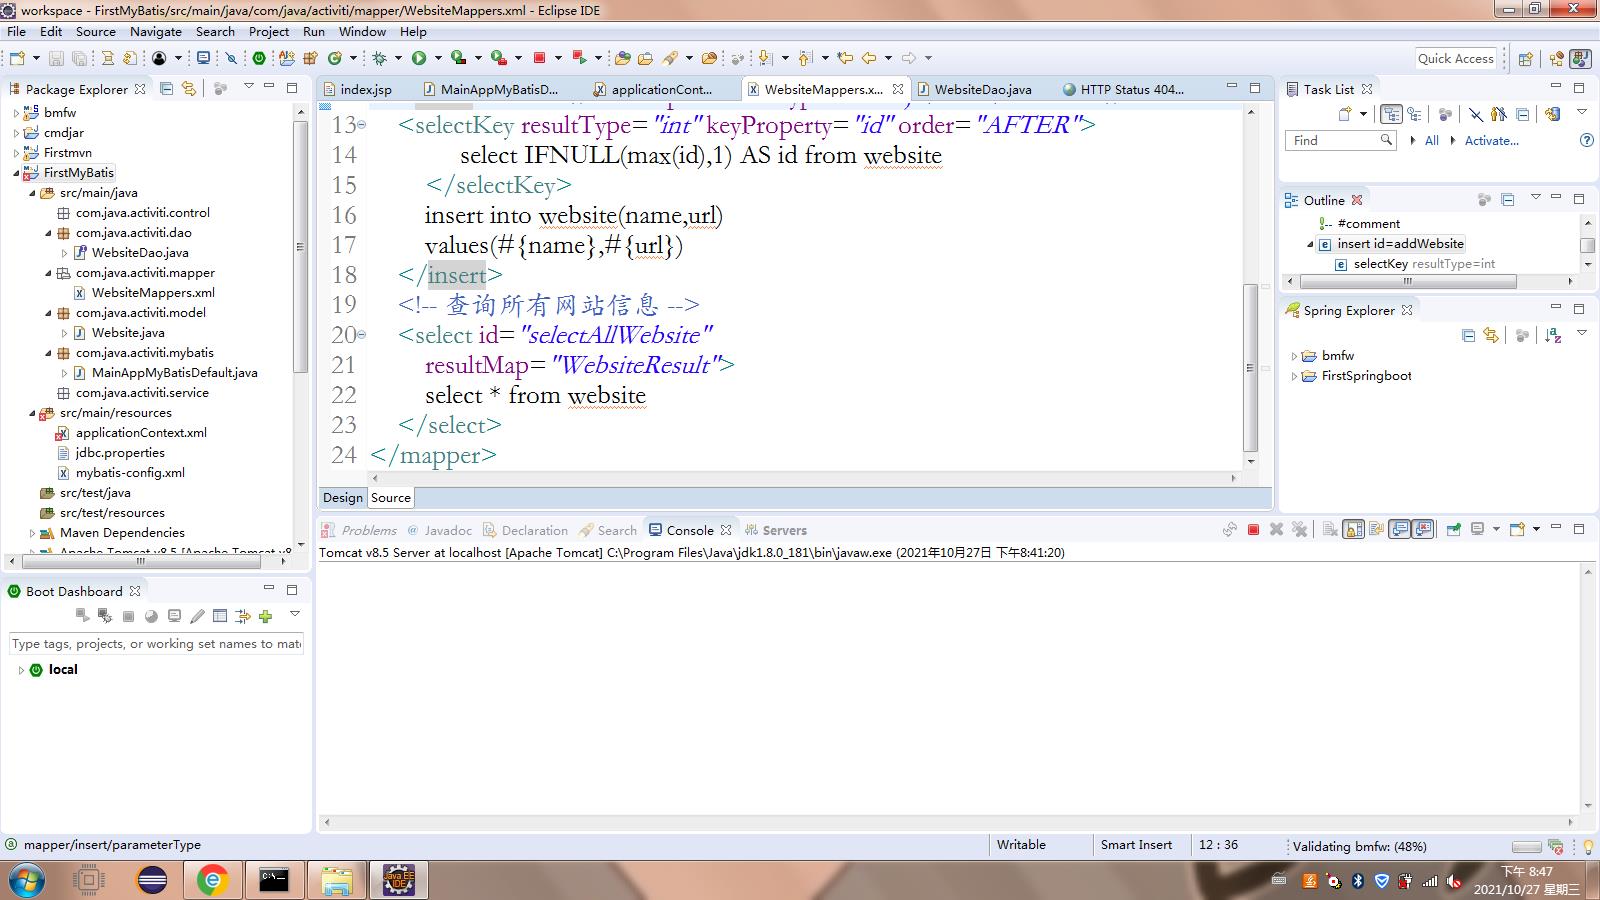 workspace - FirstMyBatis/src/main/java/com/java/activiti/mapper/WebsiteMappers.xml - Eclipse IDE
File Edit Source Navigate Search Project Run Window Help
Quick Access
Package Explorer
bmfw
cmdjar
Firstmvn
FirstMyBatis
src/main/java
com.java.activiti.control
com.java.activiti.dao
WebsiteDao.java
com.java.activiti.mapper
WebsiteMappers.xml
com.java.activiti.model
Website.java
com.java.activiti.mybatis
MainAppMyBatisDefault.java
com.java.activiti.service
src/main/resources
applicationContext.xml
jdbc.properties
mybatis-config.xml
src/test/java
src/test/resources
Maven Dependencies
Apache Tomcat v8.5 [Apache Tomcat v8
Boot Dashboard
Type tags, projects, or working set names to mat
local
index.jsp MainAppMyBatisD... applicationCont... WebsiteMappers.x... WebsiteDao.java HTTP Status 404...
13 <selectKey resultType="int" keyProperty="id" order="AFTER">
14 select IFNULL(max(id),1) AS id from website
15 </selectKey>
16 insert into website(name,url)
17 values(#{name},#{url})
18 </insert>
19 <!-- 查询所有网站信息 -->
20 <select id="selectAllWebsite"
21 resultMap="WebsiteResult">
22 select * from website
23 </select>
24 </mapper>
Design Source
Problems Javadoc Declaration Search Console Servers
Tomcat v8.5 Server at localhost [Apache Tomcat] C:\Program Files\Java\jdk1.8.0_181\bin\javaw.exe (2021年10月27日 下午8:41:20)
Task List
Find All Activate...
Outline
#comment
insert id=addWebsite
selectKey resultType=int
Spring Explorer
bmfw
FirstSpringboot
mapper/insert/parameterType Writable Smart Insert 12 : 36 Validating bmfw: (48%)
Java EE
IDE
下午 8:47
2021/10/27 星期三